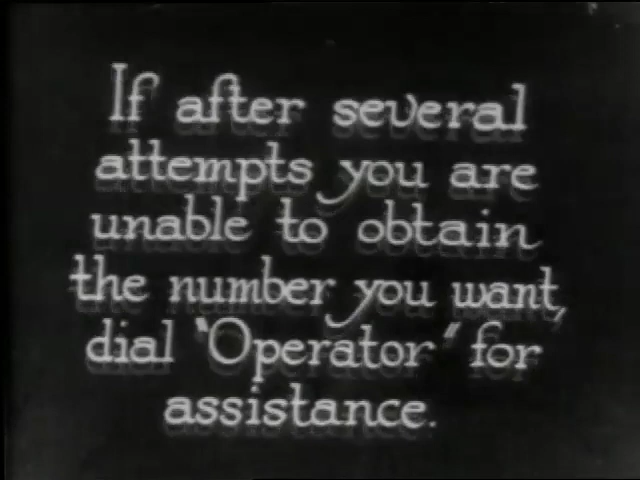 If after several
attempts you are
unable to obtain
the number you want,
dial "Operator" for
assistance.